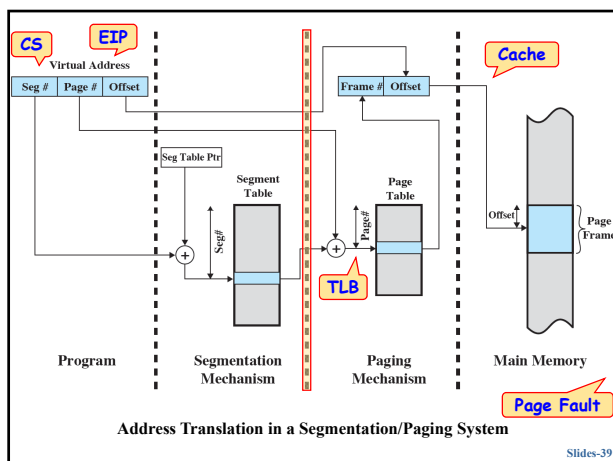 CS
EIP
Cache
Virtual Address
Seg #
Page #
Offset
Frame #
Offset
Seg Table Ptr
Segment
Table
Page
Table
Seg#
Page#
Offset
Page
Frame
+
+
TLB
Program
Segmentation
Mechanism
Paging
Mechanism
Main Memory
Page Fault
Address Translation in a Segmentation/Paging System
Slides-39